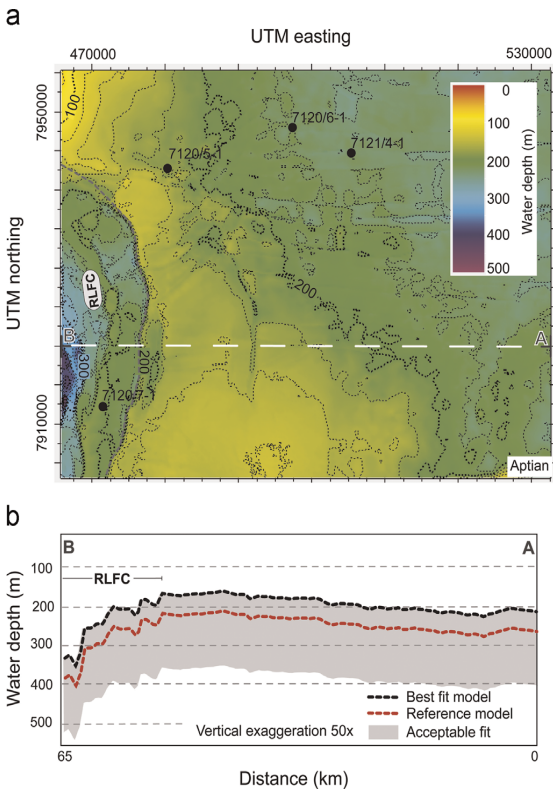 a
UTM easting
470000
530000
7950000
UTM northing
7910000
100
7120/5-1
7120/6-1
7121/4-1
0
100
200
300
400
500
Water depth (m)
RLFC
200
B
A
300
200
7120-7-1
Aptian
b
B
A
RLFC
100
200
300
400
500
Water depth (m)
Best fit model
Reference model
Acceptable fit
Vertical exaggeration 50x
65
0
Distance (km)